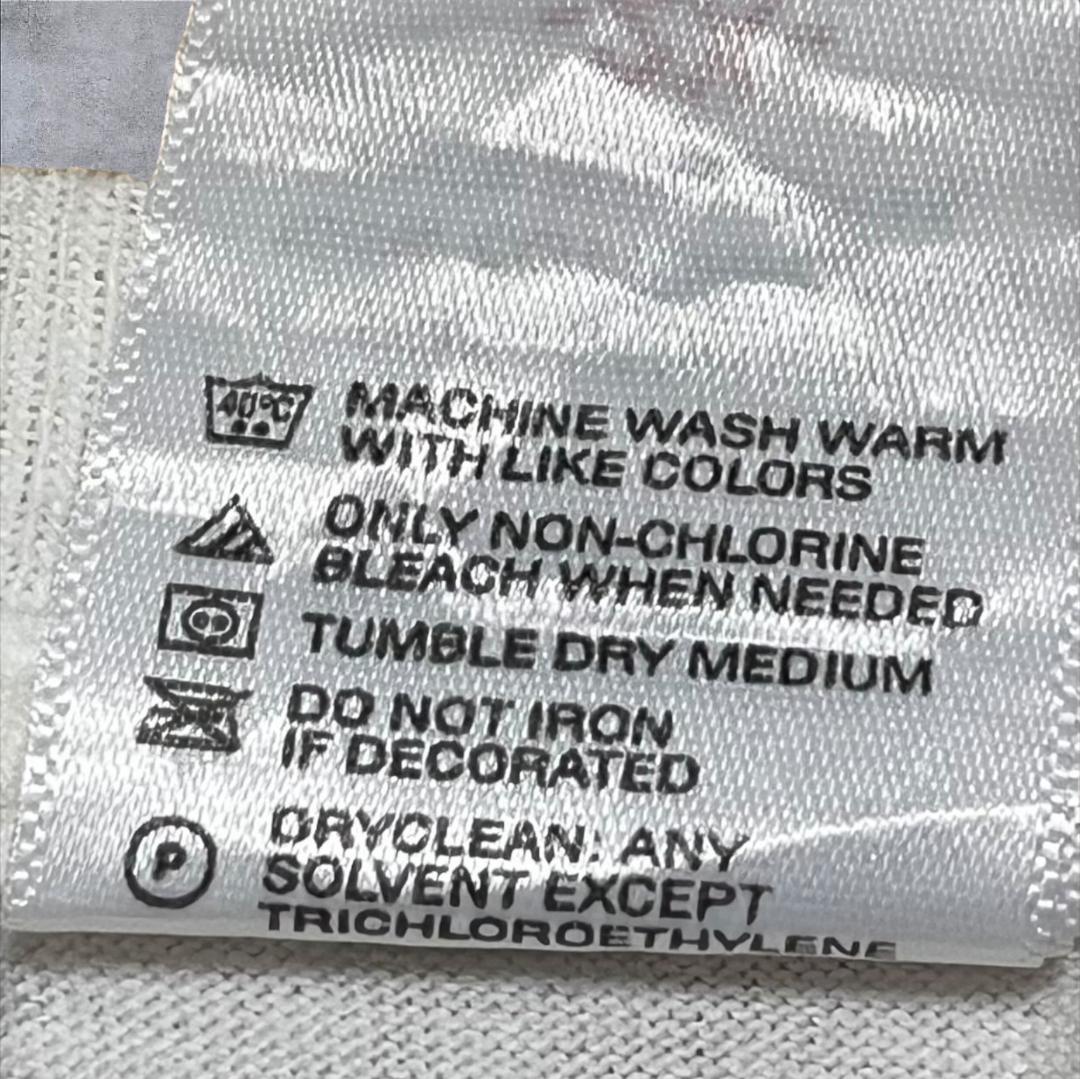 40°C MACHINE WASH WARM
WITH LIKE COLORS
ONLY NON-CHLORINE
BLEACH WHEN NEEDED
TUMBLE DRY MEDIUM
DO NOT IRON
IF DECORATED
P DRYCLEAN: ANY
SOLVENT EXCEPT
TRICHLOROETHYLENE